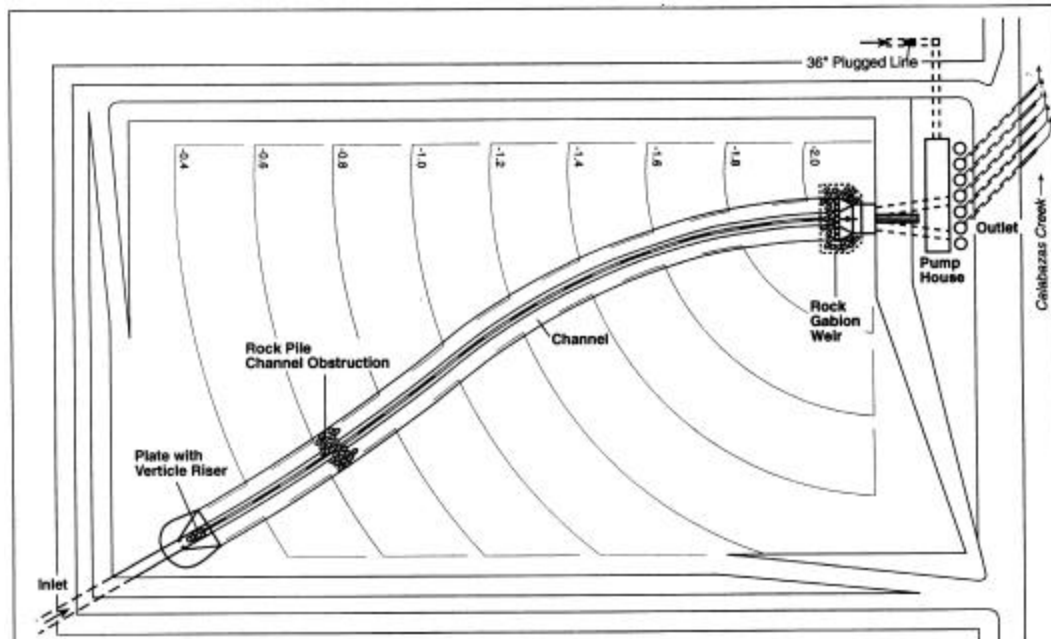 36" Plugged Line
-0.4
-0.6
-0.8
-1.0
-1.2
-1.4
-1.6
-1.8
-2.0
Calabazas Creek
Outlet
Pump
House
Rock
Gabion
Weir
Channel
Rock Pile
Channel Obstruction
Plate with
Verticle Riser
Inlet